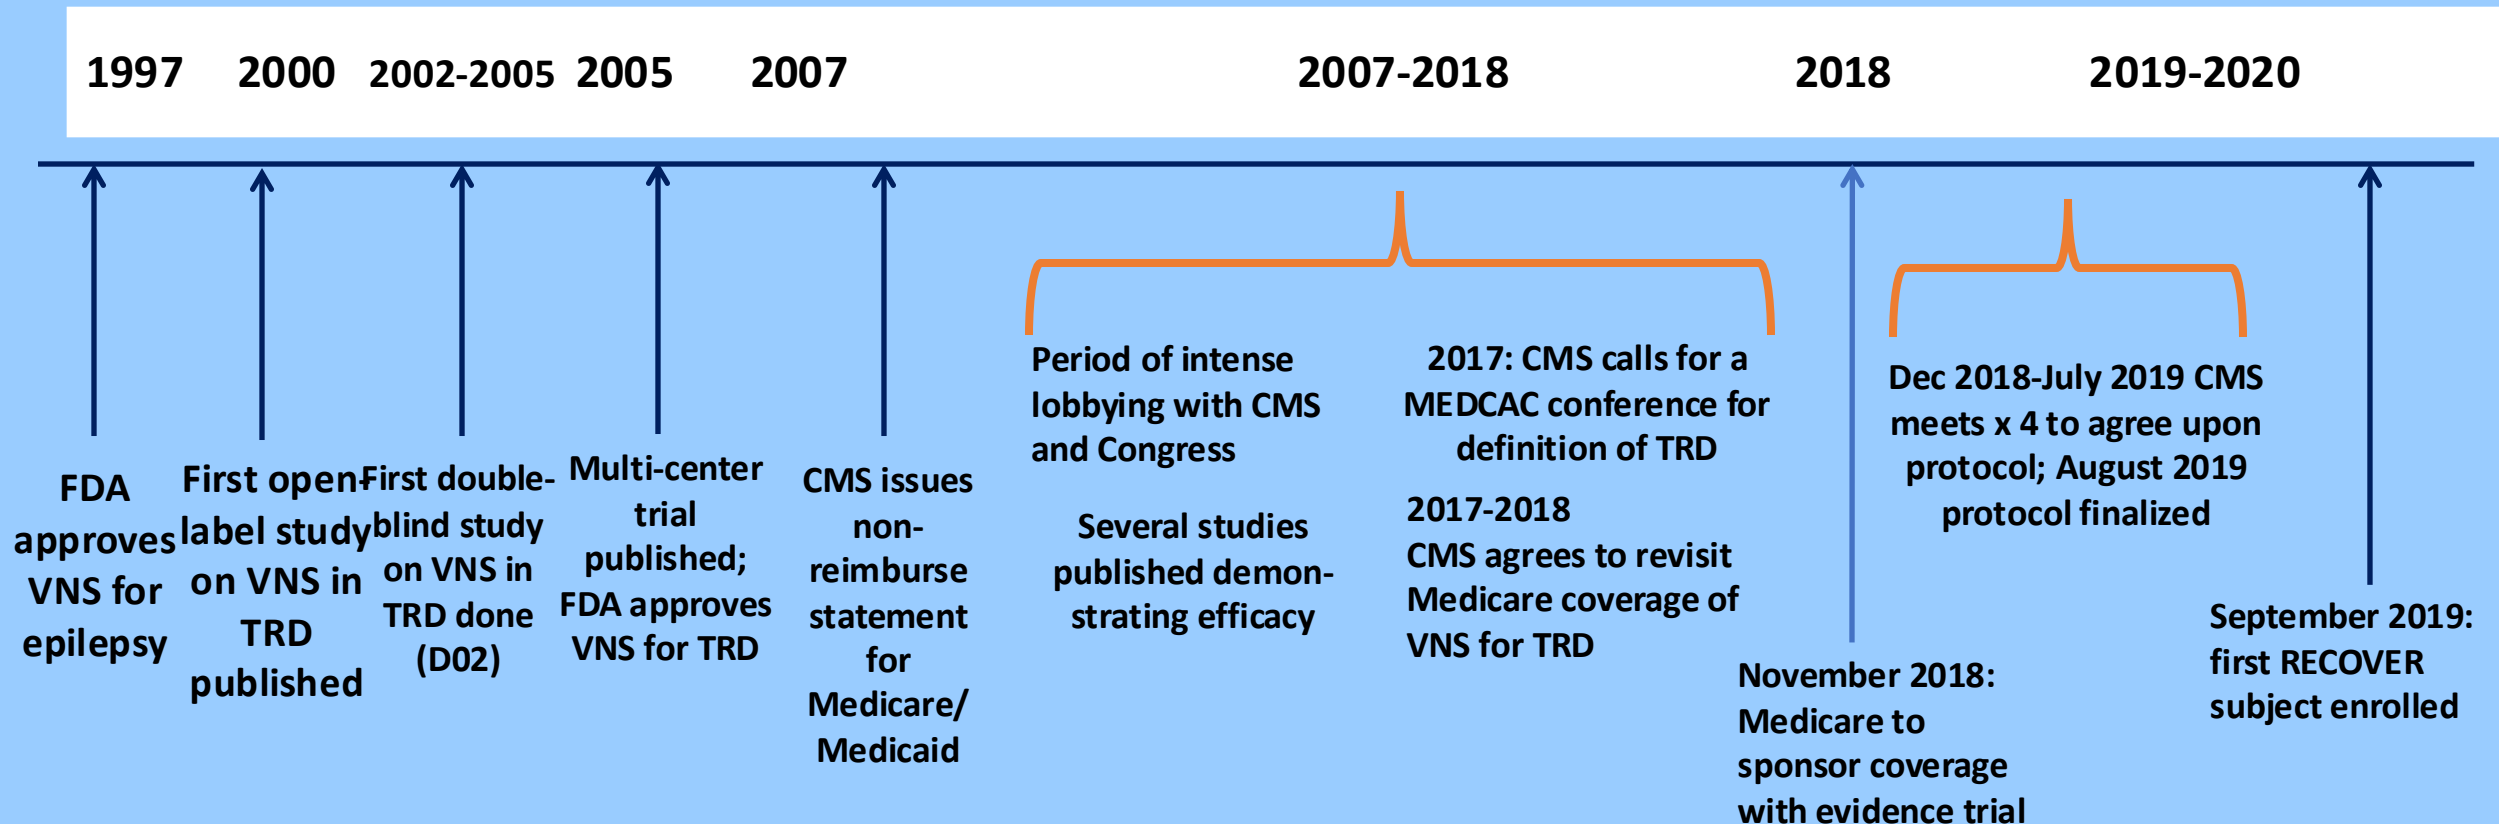 1997 2000 2002-2005 2005 2007 2007-2018 2018 2019-2020
FDA
approves
VNS for
epilepsy
First open-
label study
on VNS in
TRD
published
First double-
blind study
on VNS in
TRD done
(D02)
Multi-center
trial
published;
FDA approves
VNS for TRD
CMS issues
non-
reimburse
statement
for
Medicare/
Medicaid
Period of intense
lobbying with CMS
and Congress
Several studies
published demon-
strating efficacy
2017: CMS calls for a
MEDCAC conference for
definition of TRD
2017-2018
CMS agrees to revisit
Medicare coverage of
VNS for TRD
November 2018:
Medicare to
sponsor coverage
with evidence trial
Dec 2018-July 2019 CMS
meets x 4 to agree upon
protocol; August 2019
protocol finalized
September 2019:
first RECOVER
subject enrolled